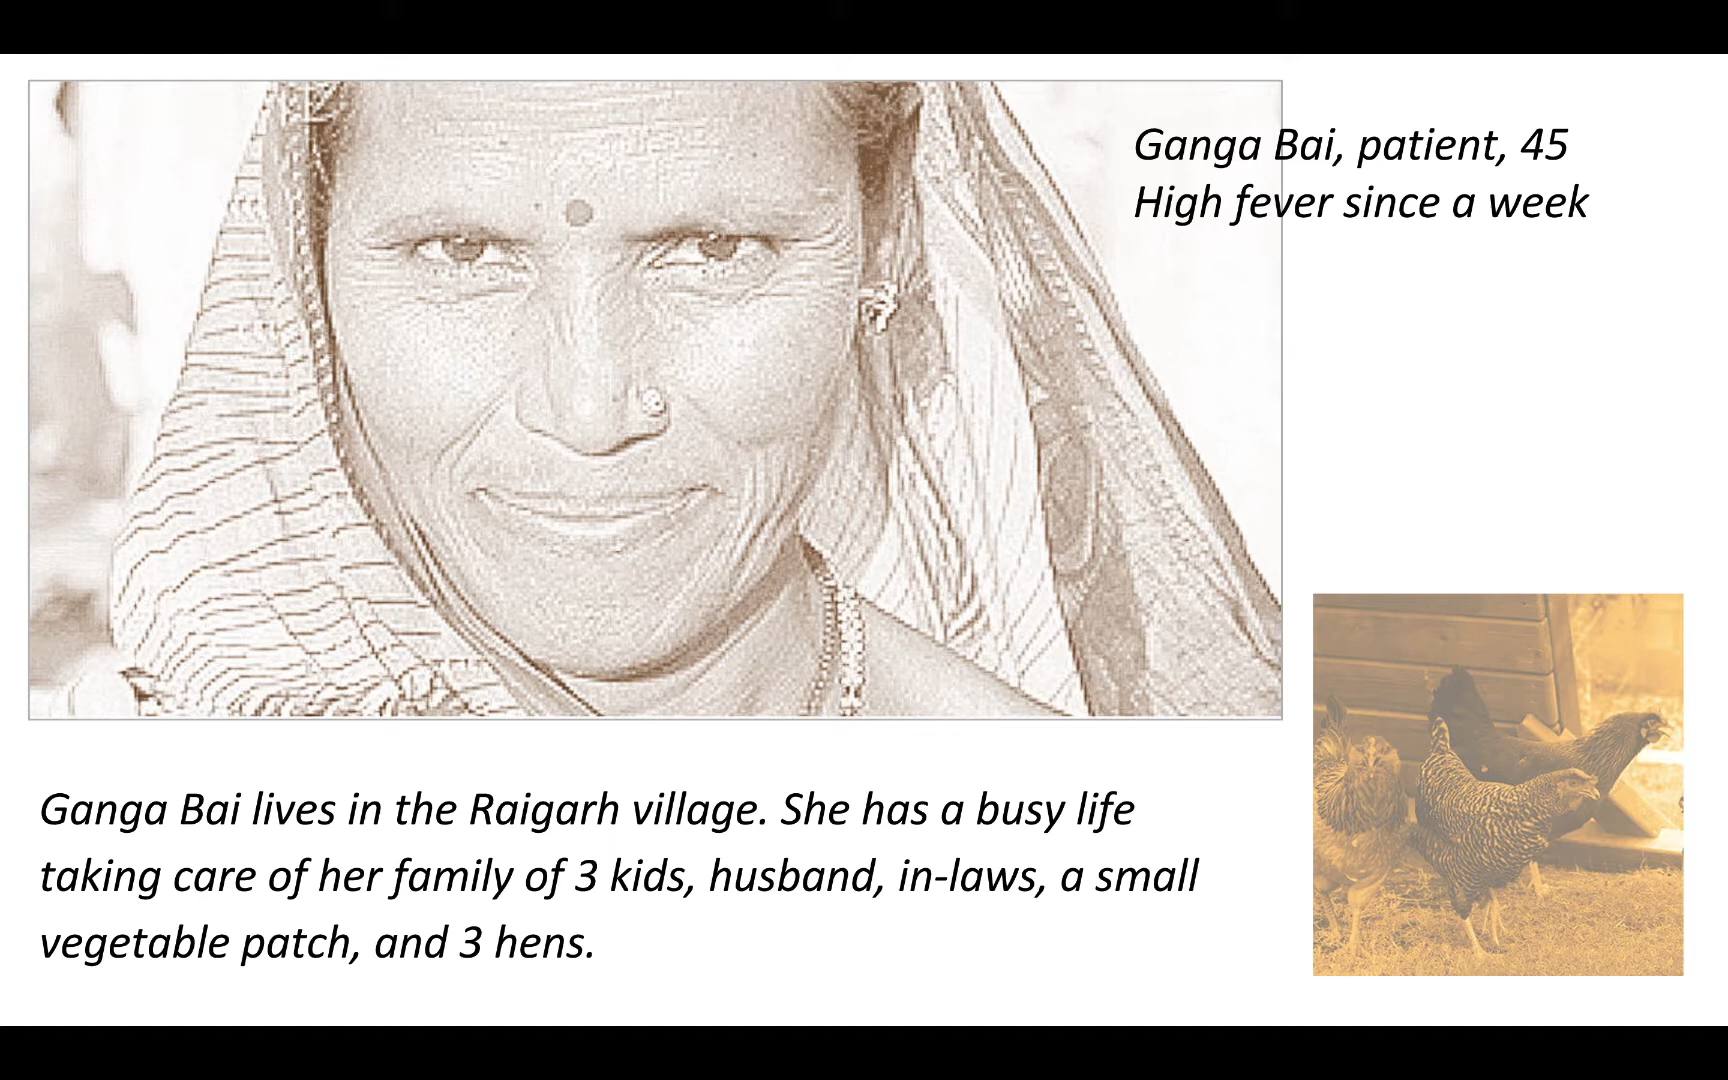 Ganga Bai, patient, 45
High fever since a week
Ganga Bai lives in the Raigarh village. She has a busy life
taking care of her family of 3 kids, husband, in-laws, a small
vegetable patch, and 3 hens.